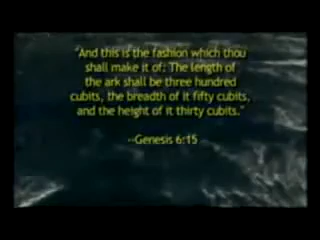 "And this is the fashion which thou
shall make it of: The length of
the ark shall be three hundred
cubits, the breadth of it fifty cubits,
and the height of it thirty cubits."
--Genesis 6:15